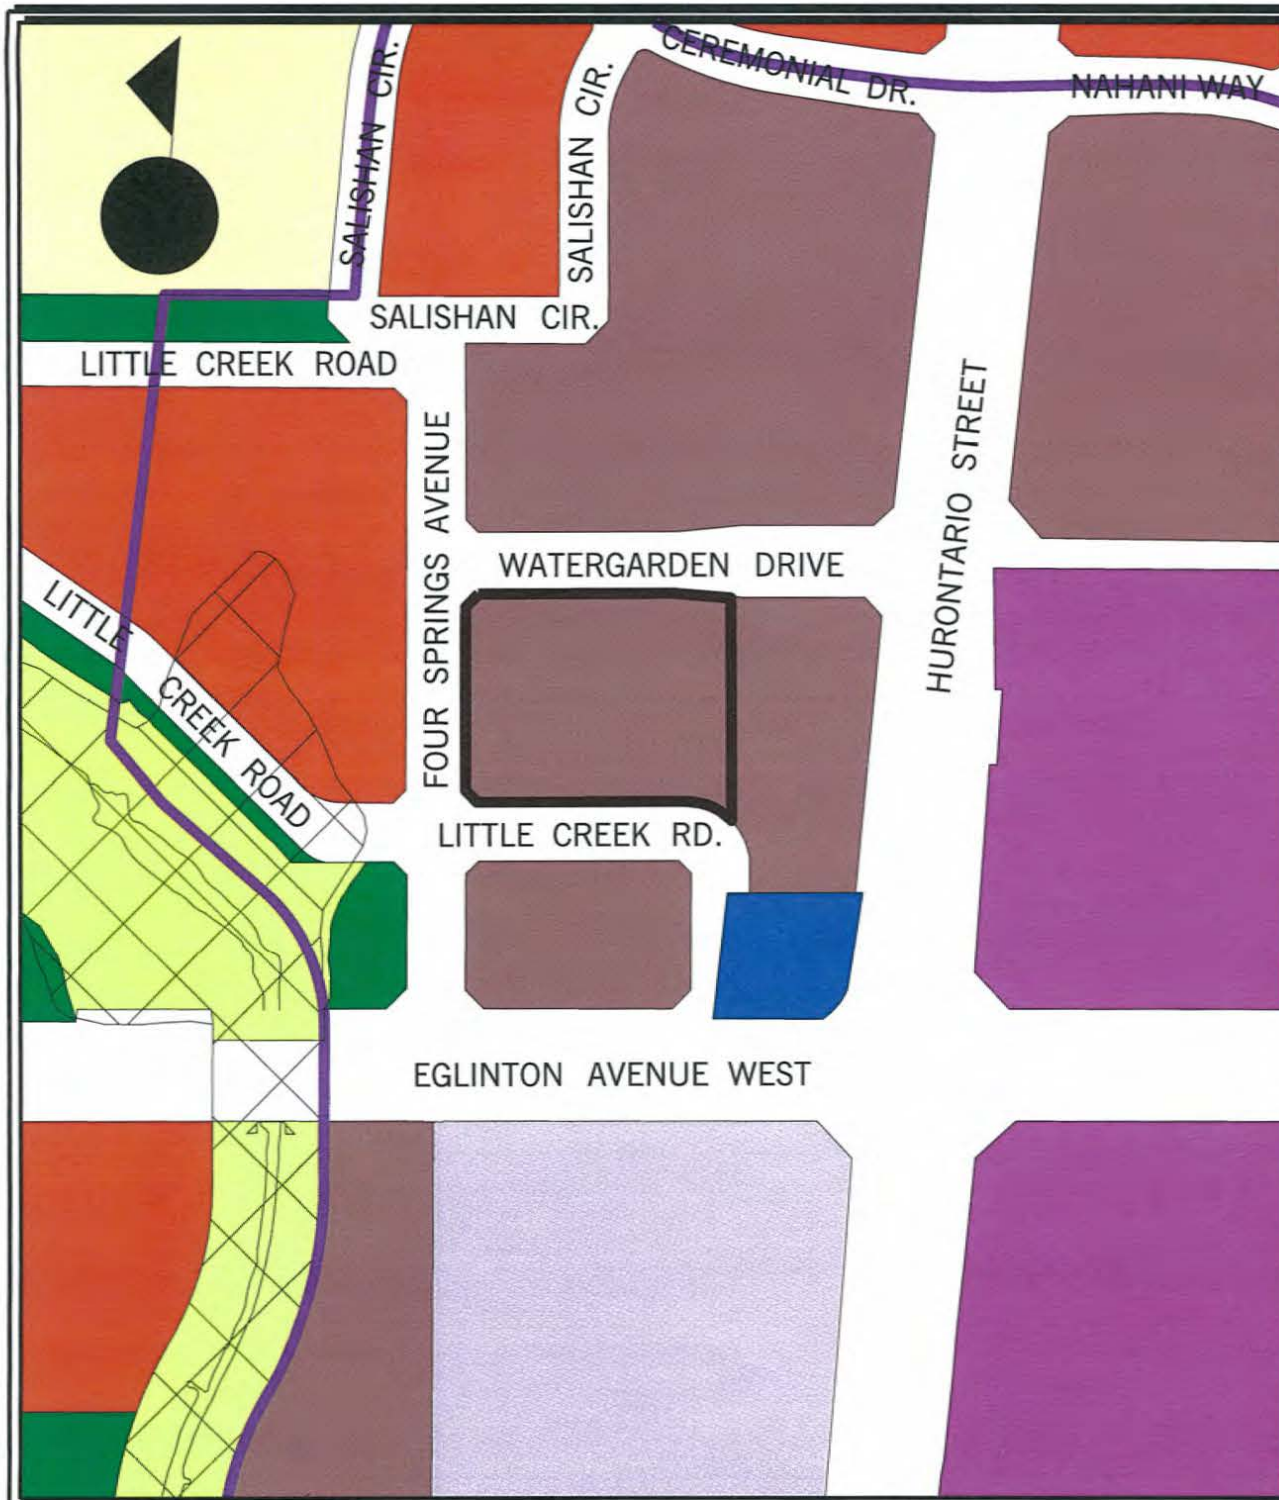 SALISHAN CIR.
SALISHAN CIR.
CEREMONIAL DR.
NAHANI WAY
SALISHAN CIR.
LITTLE CREEK ROAD
FOUR SPRINGS AVENUE
HURONTARIO STREET
WATERGARDEN DRIVE
LITTLE CREEK ROAD
LITTLE CREEK RD.
EGLINTON AVENUE WEST